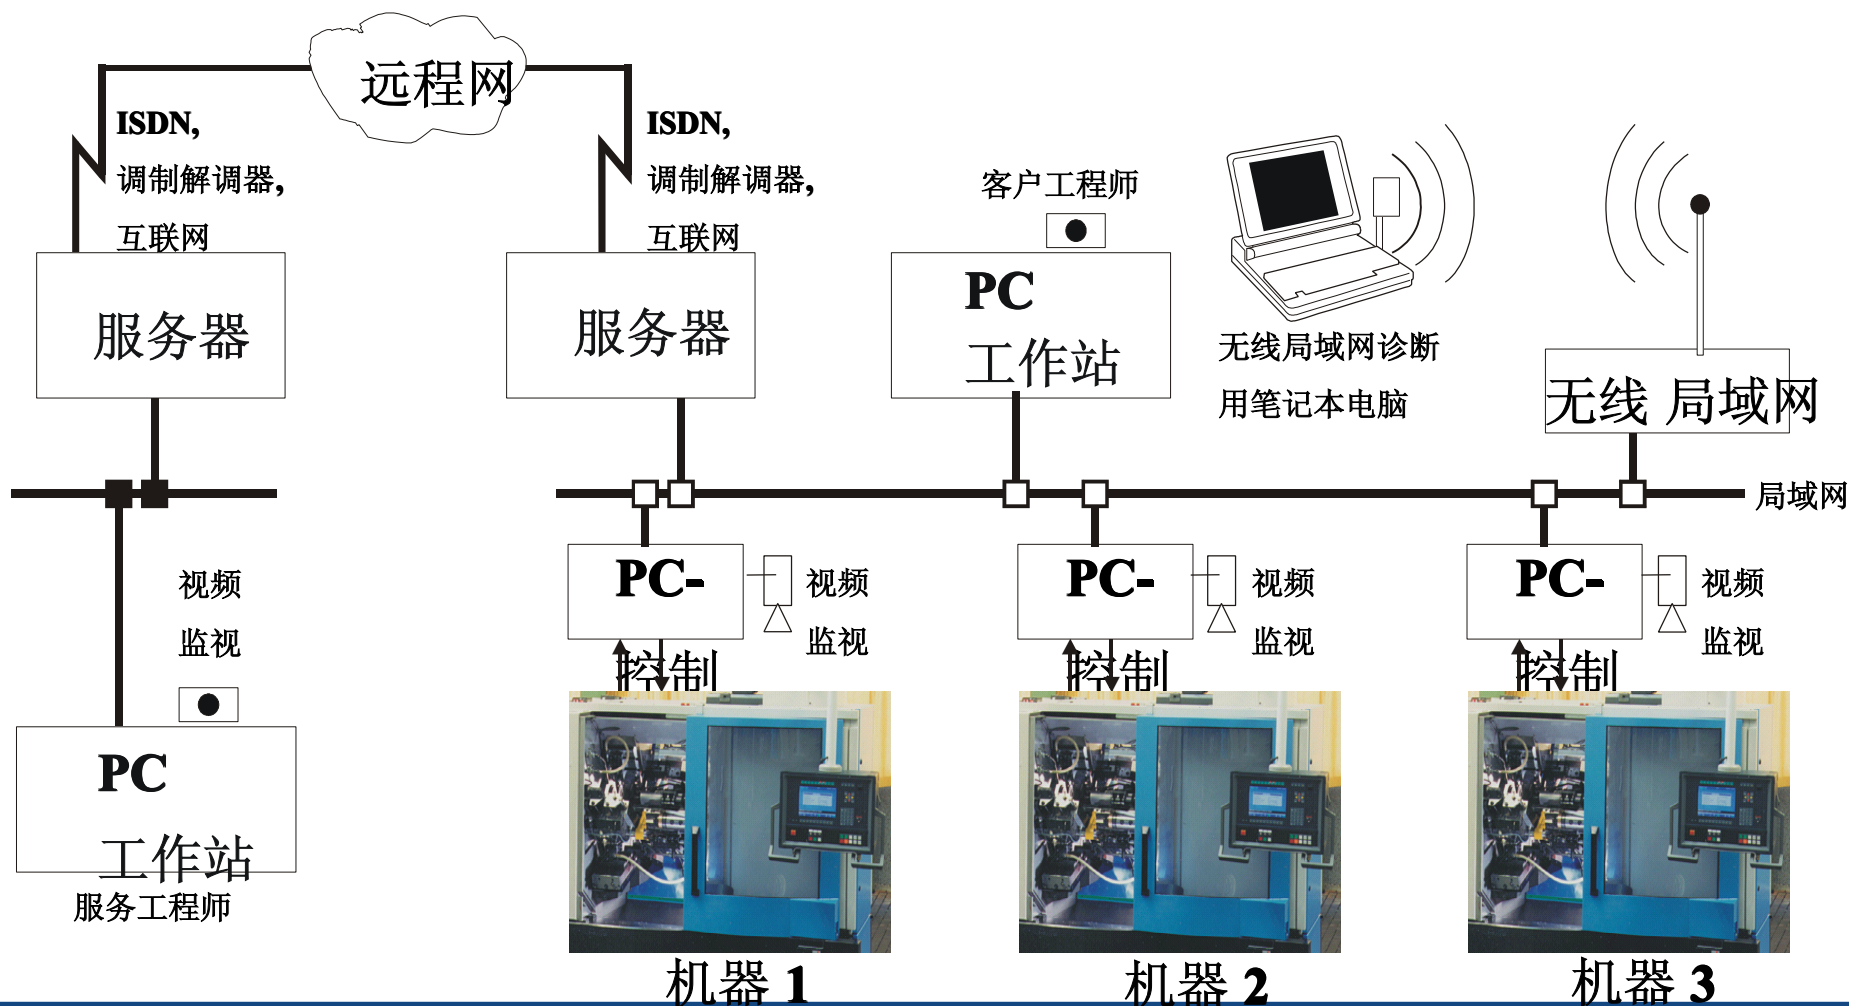 远程网
ISDN,
调制解调器,
互联网
ISDN,
调制解调器,
互联网
客户工程师
服务器
服务器
PC
工作站
无线局域网诊断
用笔记本电脑
无线 局域网
局域网
视频
监视
PC-
控制
视频
监视
PC-
控制
视频
监视
PC-
控制
视频
监视
PC
工作站
服务工程师
机器 1
机器 2
机器 3